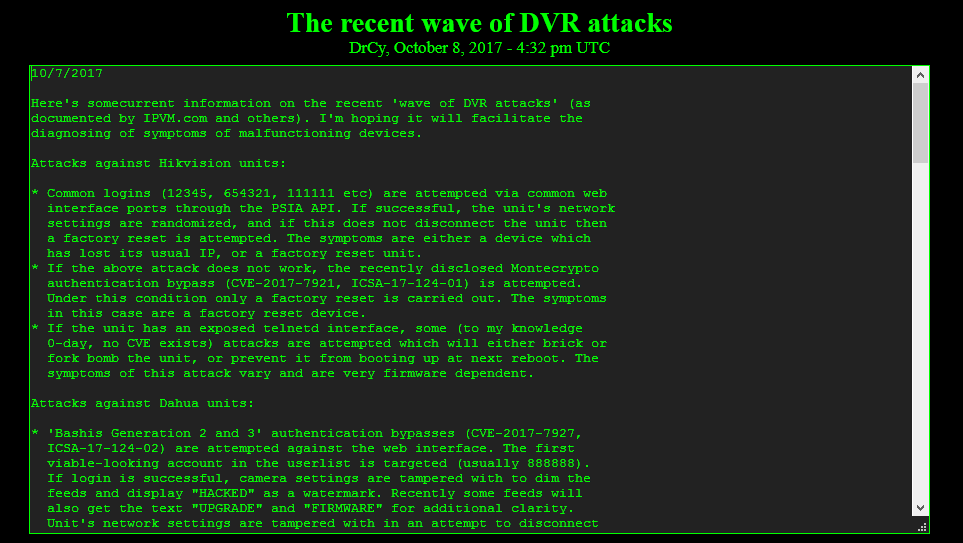 The recent wave of DVR attacks
DrCy, October 8, 2017 - 4:32 pm UTC
10/7/2017
Here's somecurrent information on the recent 'wave of DVR attacks' (as
documented by IPVM.com and others). I'm hoping it will facilitate the
diagnosing of symptoms of malfunctioning devices.
Attacks against Hikvision units:
* Common logins (12345, 654321, 111111 etc) are attempted via common web
interface ports through the PSIA API. If successful, the unit's network
settings are randomized, and if this does not disconnect the unit then
a factory reset is attempted. The symptoms are either a device which
has lost its usual IP, or a factory reset unit.
* If the above attack does not work, the recently disclosed Montecrypto
authentication bypass (CVE-2017-7921, ICSA-17-124-01) is attempted.
Under this condition only a factory reset is carried out. The symptoms
in this case are a factory reset device.
* If the unit has an exposed telnetd interface, some (to my knowledge
0-day, no CVE exists) attacks are attempted which will either brick or
fork bomb the unit, or prevent it from booting up at next reboot. The
symptoms of this attack vary and are very firmware dependent.
Attacks against Dahua units:
* 'Bashis Generation 2 and 3' authentication bypasses (CVE-2017-7927,
ICSA-17-124-02) are attempted against the web interface. The first
viable-looking account in the userlist is targeted (usually 888888).
If login is successful, camera settings are tampered with to dim the
feeds and display "HACKED" as a watermark. Recently some feeds will
also get the text "UPGRADE" and "FIRMWARE" for additional clarity.
Unit's network settings are tampered with in an attempt to disconnect